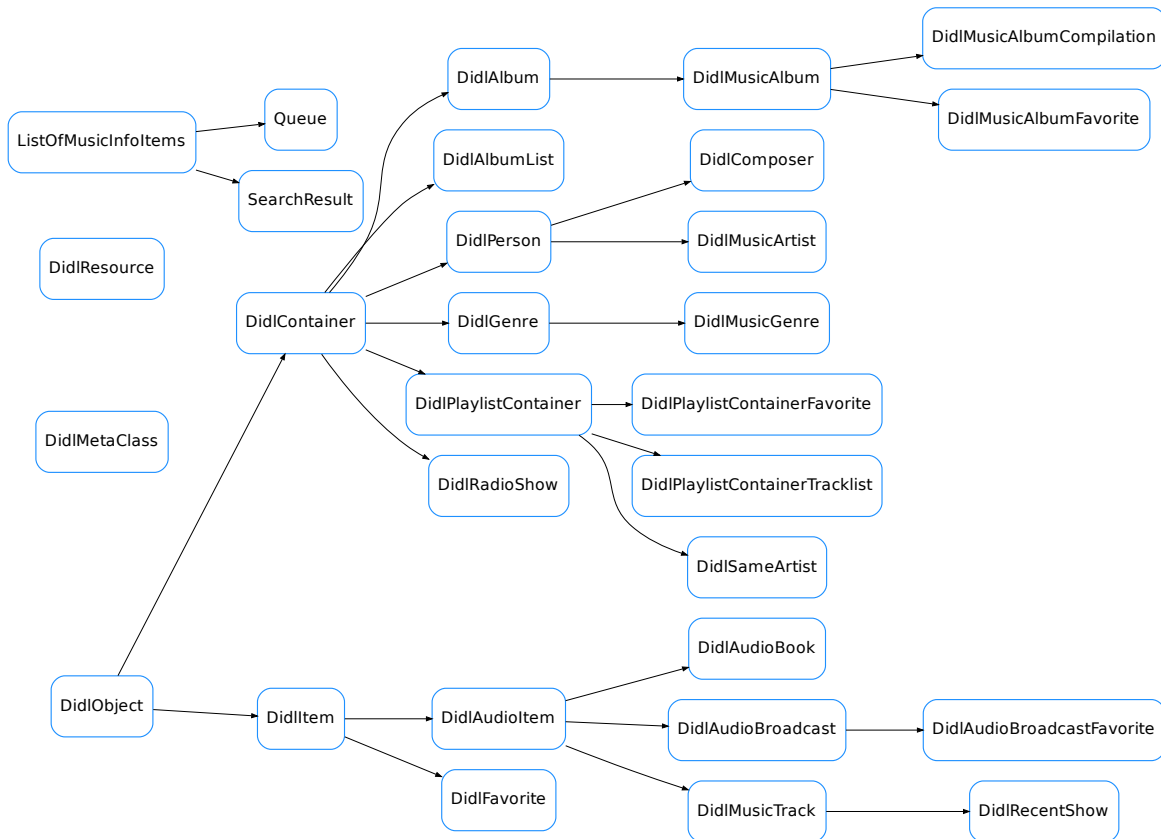 DidlMusicAlbumCompilation
DidlAlbum
DidlMusicAlbum
Queue
DidlMusicAlbumFavorite
ListOfMusicInfoItems
DidlAlbumList
DidlComposer
SearchResult
DidlPerson
DidlMusicArtist
DidlResource
DidlContainer
DidlGenre
DidlMusicGenre
DidlPlaylistContainer
DidlPlaylistContainerFavorite
DidlMetaClass
DidlRadioShow
DidlPlaylistContainerTracklist
DidlSameArtist
DidlAudioBook
DidlObject
DidlItem
DidlAudioItem
DidlAudioBroadcast
DidlAudioBroadcastFavorite
DidlFavorite
DidlMusicTrack
DidlRecentShow